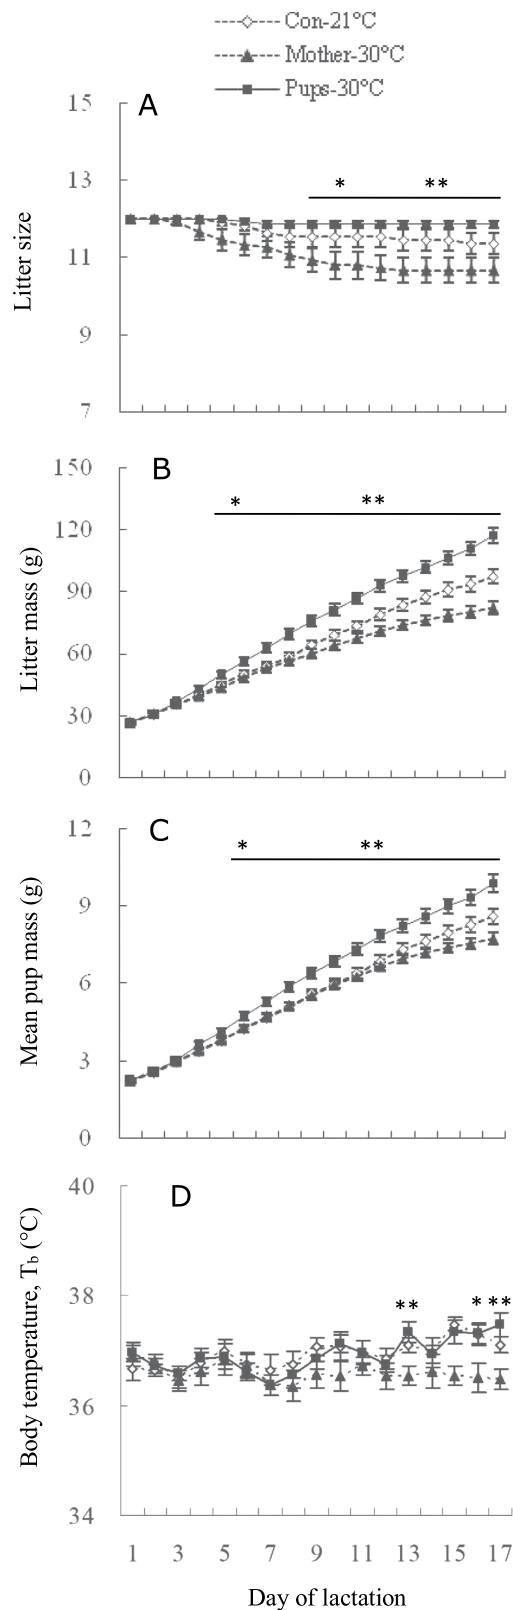 Con-21°C
Mother-30°C
Pups-30°C
A
15
13
11
9
7
Litter size
* **
B
150
120
90
60
30
0
Litter mass (g)
* **
C
12
9
6
3
0
Mean pup mass (g)
* **
D
40
38
36
34
Body temperature, Tb (°C)
** * **
1 3 5 7 9 11 13 15 17
Day of lactation